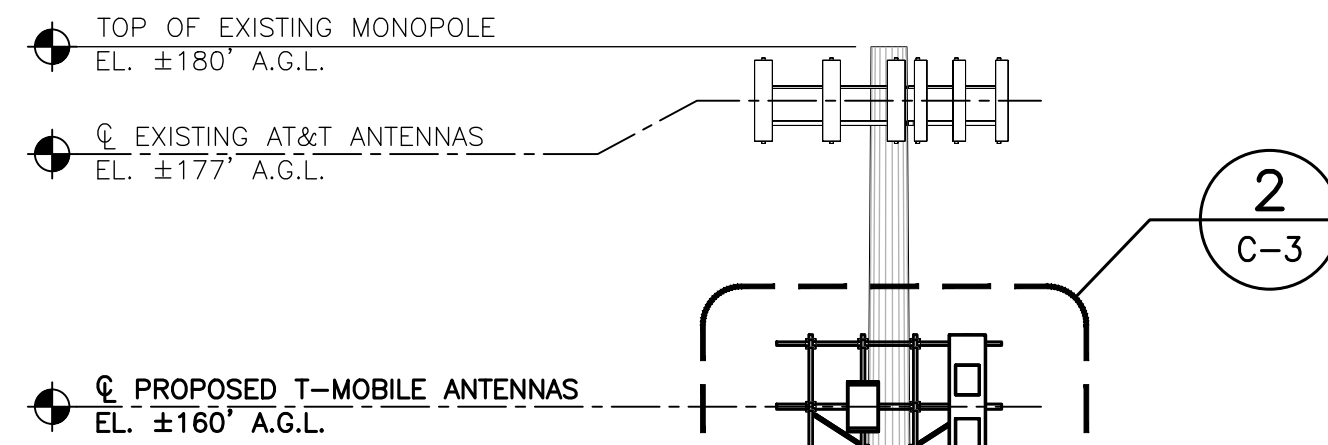 TOP OF EXISTING MONOPOLE
EL. ±180' A.G.L.
℄ EXISTING AT&T ANTENNAS
EL. ±177' A.G.L.
2
C-3
℄ PROPOSED T-MOBILE ANTENNAS
EL. ±160' A.G.L.